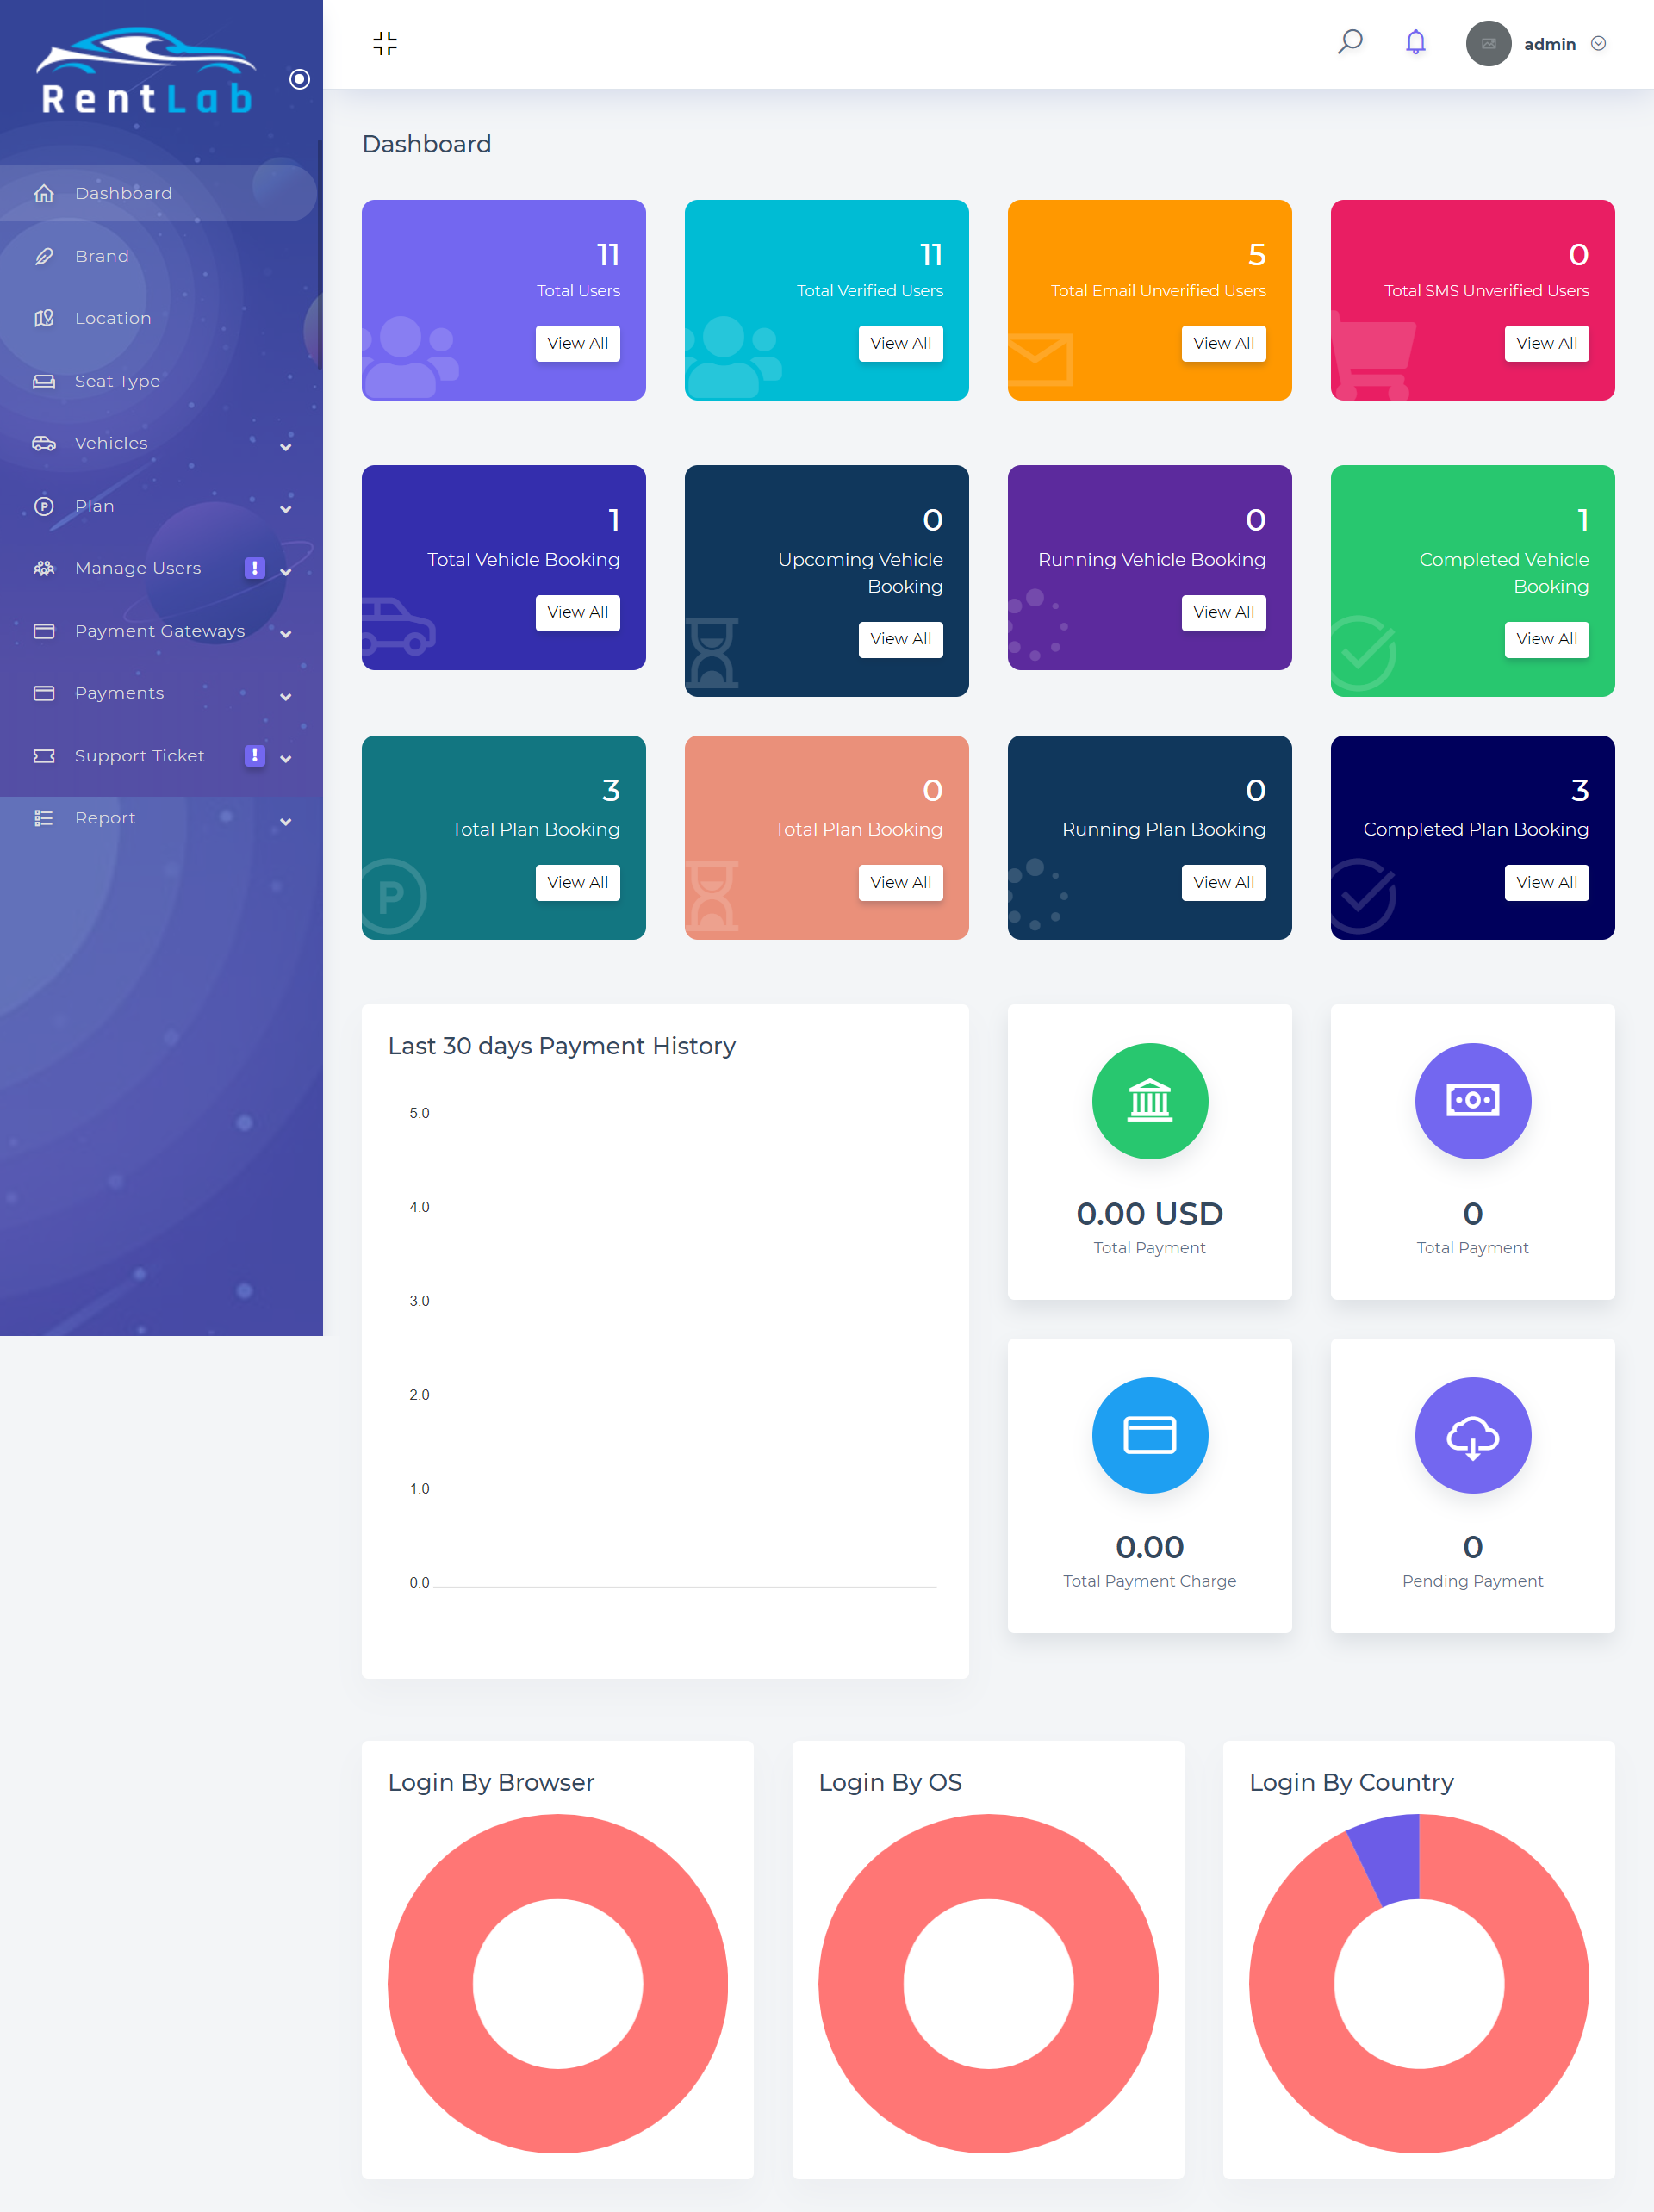 RentLab
Dashboard
Brand
Location
Seat Type
Vehicles
Plan
Manage Users
Payment Gateways
Payments
Support Ticket
Report
admin
Dashboard
11
Total Users
View All
11
Total Verified Users
View All
5
Total Email Unverified Users
View All
0
Total SMS Unverified Users
View All
1
Total Vehicle Booking
View All
0
Upcoming Vehicle
Booking
View All
0
Running Vehicle Booking
View All
1
Completed Vehicle
Booking
View All
3
Total Plan Booking
View All
0
Total Plan Booking
View All
0
Running Plan Booking
View All
3
Completed Plan Booking
View All
Last 30 days Payment History
5.0
4.0
3.0
2.0
1.0
0.0
0.00 USD
Total Payment
0
Total Payment
0.00
Total Payment Charge
0
Pending Payment
Login By Browser
Login By OS
Login By Country